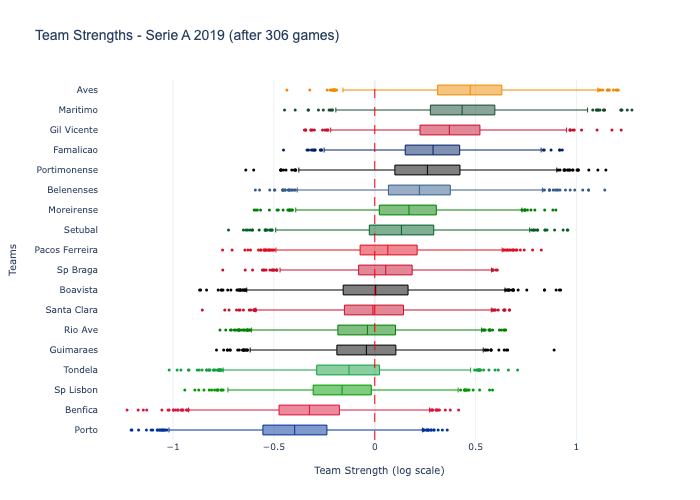 Team Strengths - Serie A 2019 (after 306 games)
Aves
Maritimo
Gil Vicente
Famalicao
Portimonense
Belenenses
Moreirense
Setubal
Pacos Ferreira
Sp Braga
Boavista
Santa Clara
Rio Ave
Guimaraes
Tondela
Sp Lisbon
Benfica
Porto
Teams
−1 −0.5 0 0.5 1
Team Strength (log scale)